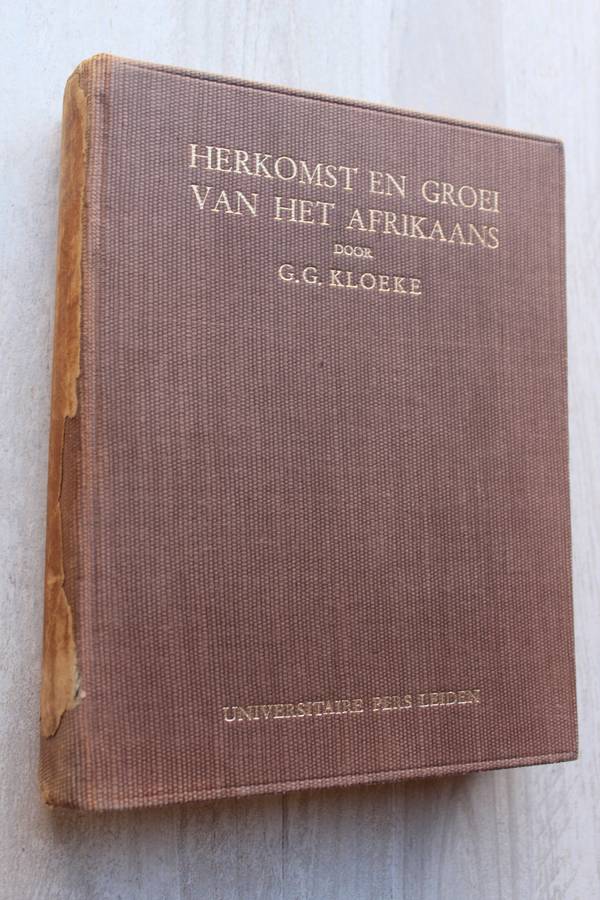 HERKOMST EN GROEI
VAN HET AFRIKAANS
DOOR
G.G. KLOEKE
UNIVERSITAIRE PERS LEIDEN